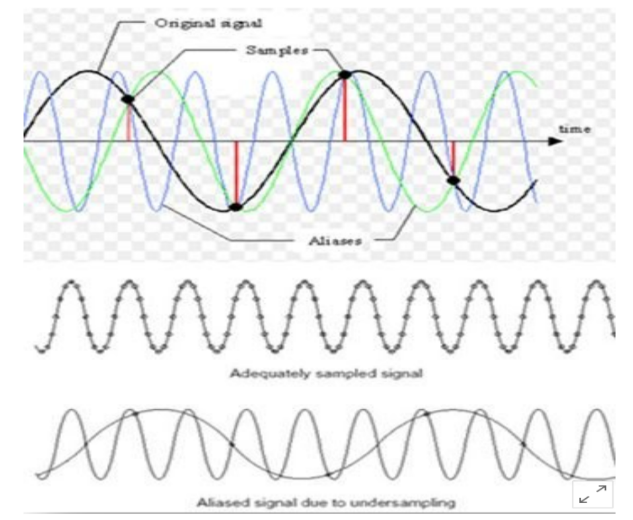 Original signal
Samples
time
Aliases
Adequately sampled signal
Aliased signal due to undersampling